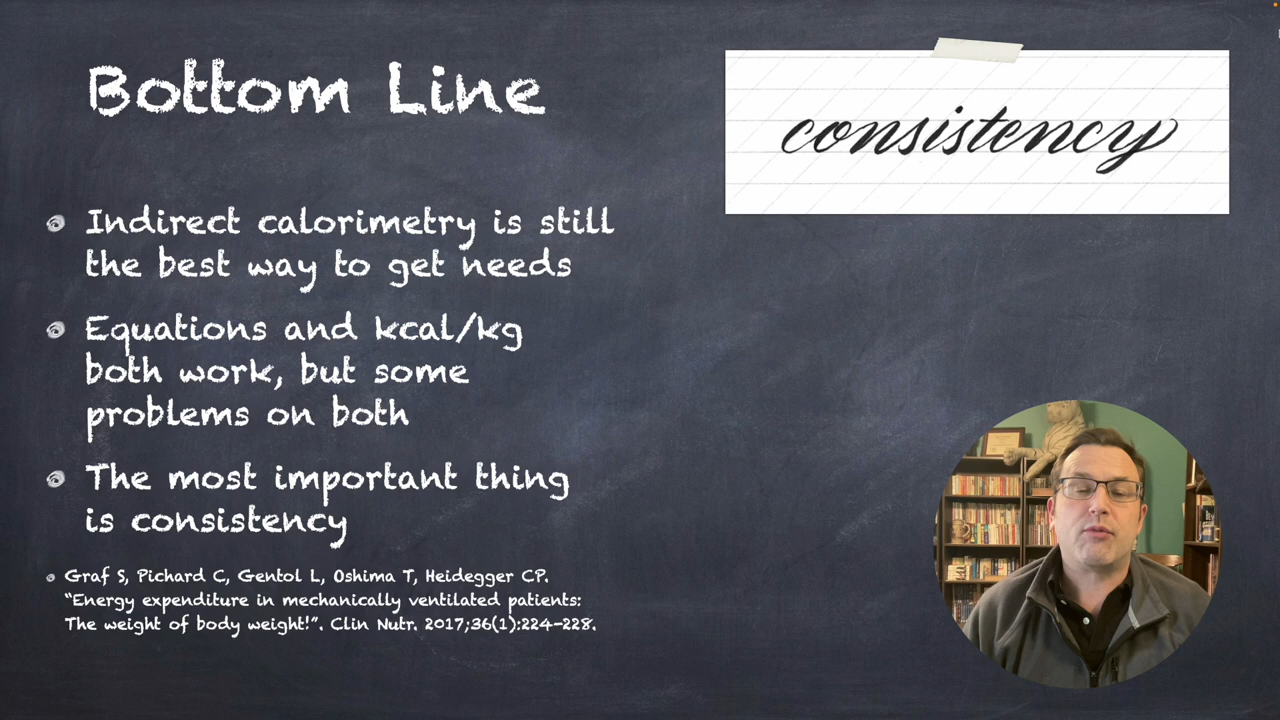 Bottom Line
consistency
Indirect calorimetry is still
the best way to get needs
Equations and kcal/kg
both work, but some
problems on both
The most important thing
is consistency
Graf S, Pichard C, Gentol L, Oshima T, Heidegger CP.
"Energy expenditure in mechanically ventilated patients:
The weight of body weight!". Clin Nutr. 2017;36(1):224-228.